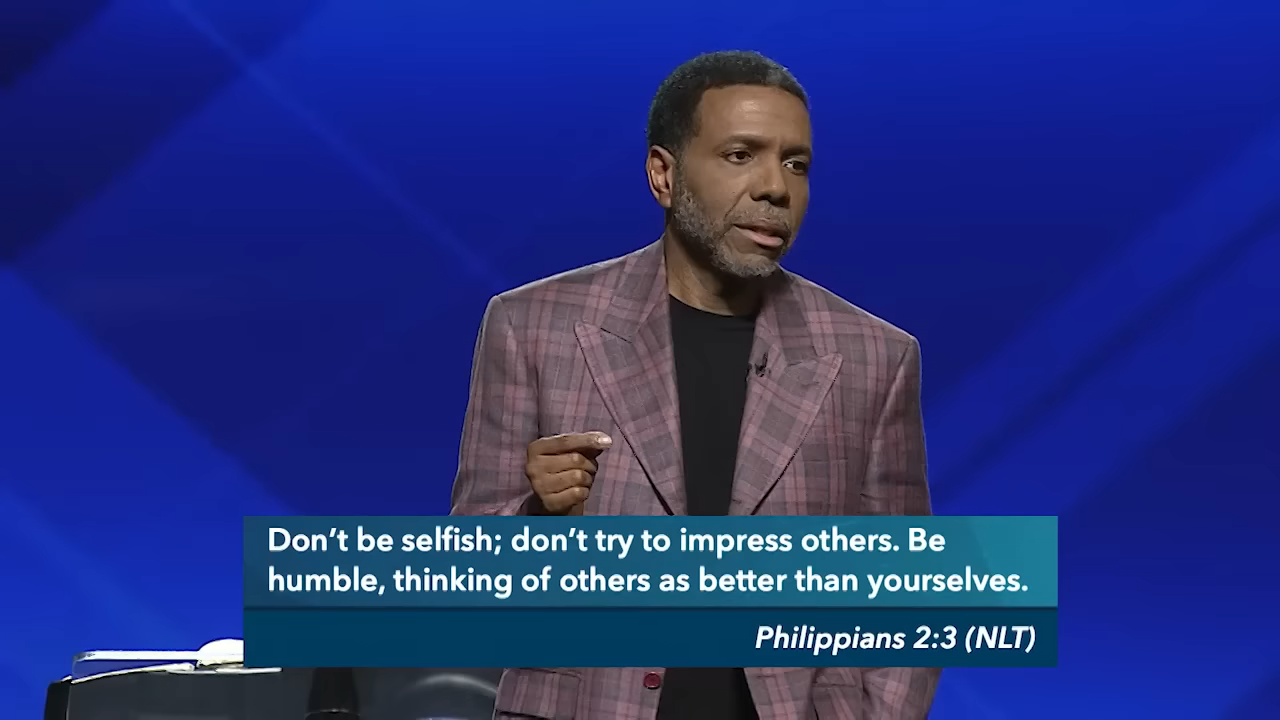 Don't be selfish; don't try to impress others. Be
humble, thinking of others as better than yourselves.
Philippians 2:3 (NLT)